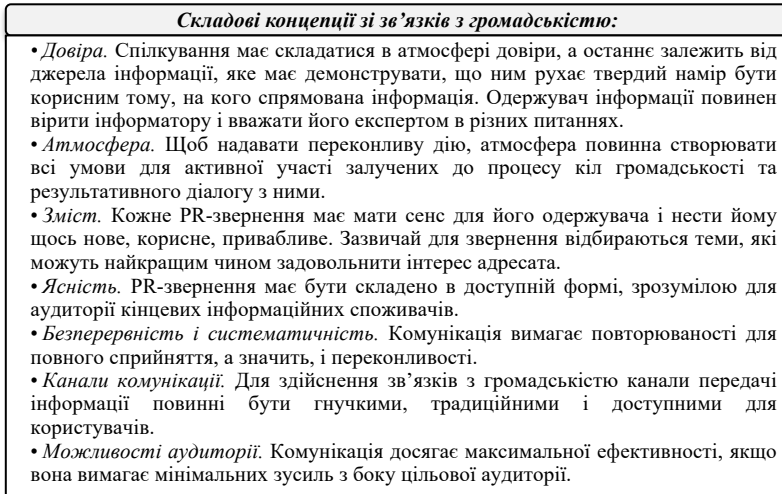 Складові концепції зі зв’язків з громадськістю:
• Довіра. Спілкування має складатися в атмосфері довіри, а останнє залежить від
джерела інформації, яке має демонструвати, що ним рухає твердий намір бути
корисним тому, на кого спрямована інформація. Одержувач інформації повинен
вірити інформатору і вважати його експертом в різних питаннях.
• Атмосфера. Щоб надавати переконливу дію, атмосфера повинна створювати
всі умови для активної участі залучених до процесу кіл громадськості та
результативного діалогу з ними.
• Зміст. Кожне PR-звернення має мати сенс для його одержувача і нести йому
щось нове, корисне, привабливе. Зазвичай для звернення відбираються теми, які
можуть найкращим чином задовольнити інтерес адресата.
• Ясність. PR-звернення має бути складено в доступній формі, зрозумілою для
аудиторії кінцевих інформаційних споживачів.
• Безперервність і систематичність. Комунікація вимагає повторюваності для
повного сприйняття, а значить, і переконливості.
• Канали комунікації. Для здійснення зв’язків з громадськістю канали передачі
інформації повинні бути гнучкими, традиційними і доступними для
користувачів.
• Можливості аудиторії. Комунікація досягає максимальної ефективності, якщо
вона вимагає мінімальних зусиль з боку цільової аудиторії.